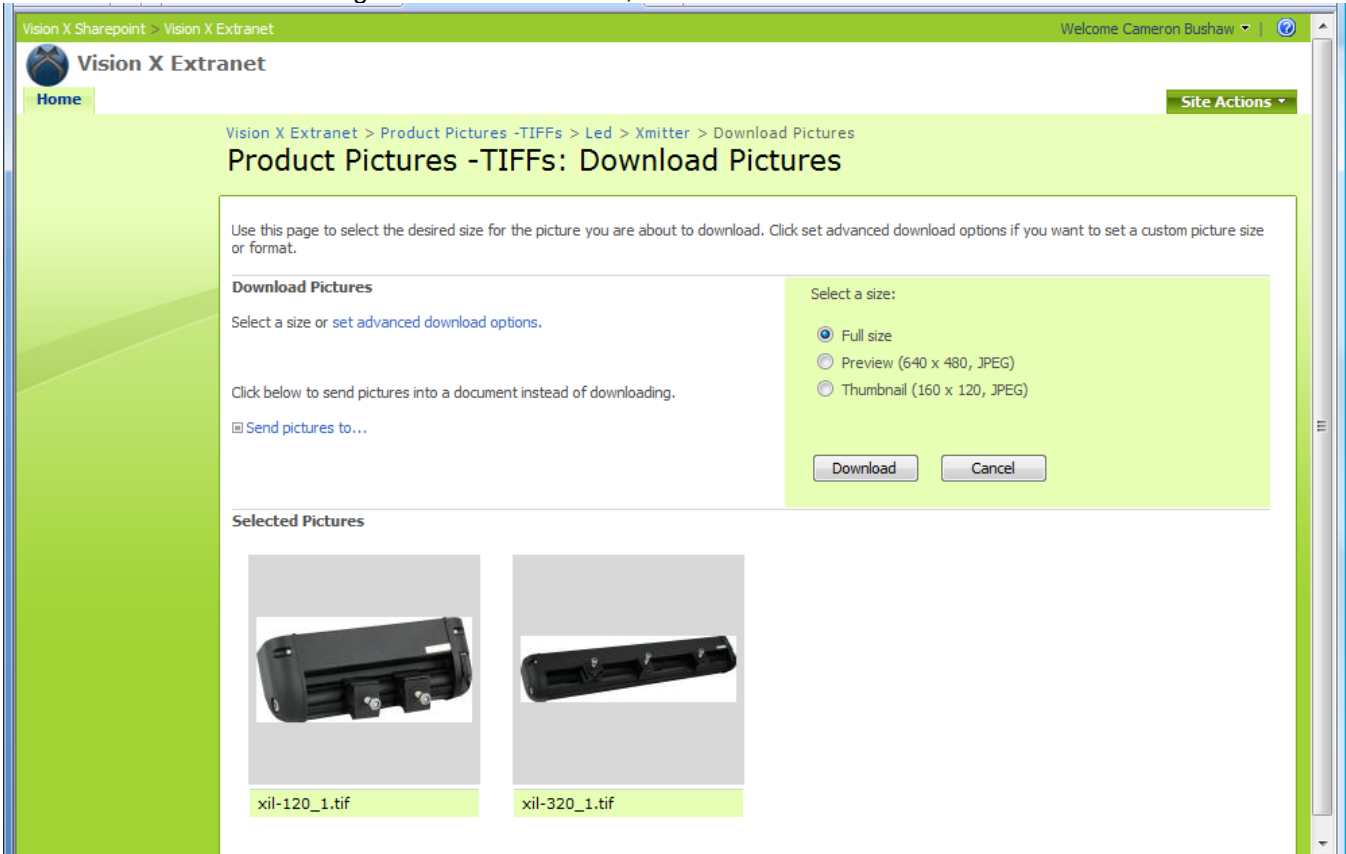 Vision X Sharepoint > Vision X Extranet
Welcome Cameron Bushaw
Vision X Extranet
Home
Site Actions
Vision X Extranet > Product Pictures -TIFFs > Led > Xmitter > Download Pictures
Product Pictures -TIFFs: Download Pictures
Use this page to select the desired size for the picture you are about to download. Click set advanced download options if you want to set a custom picture size
or format.
Download Pictures
Select a size or set advanced download options.
Click below to send pictures into a document instead of downloading.
Send pictures to...
Select a size:
Full size
Preview (640 x 480, JPEG)
Thumbnail (160 x 120, JPEG)
Download Cancel
Selected Pictures
xil-120_1.tif
xil-320_1.tif